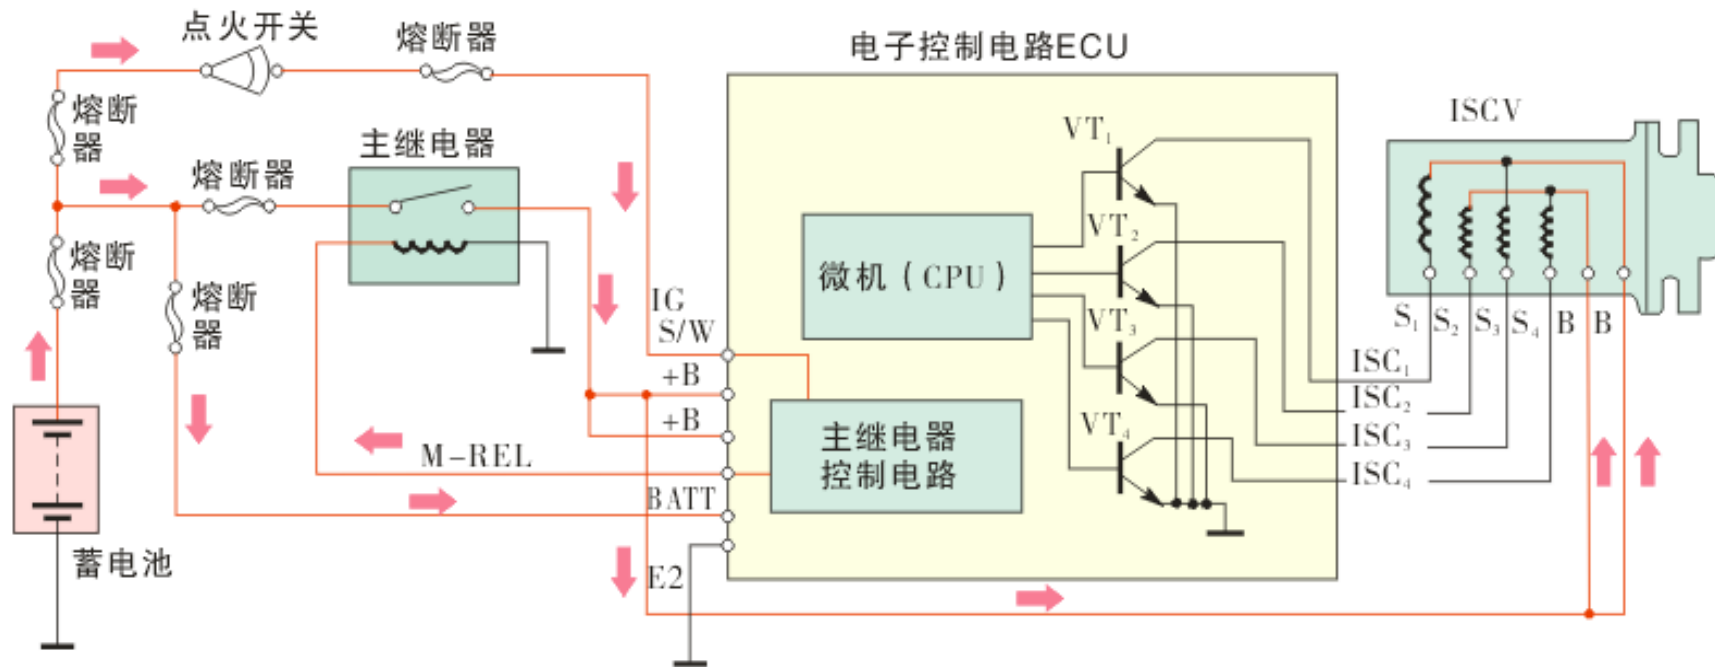 点火开关
熔断器
电子控制电路ECU
熔断
器
主继电器
熔断器
熔断
器
熔断
器
蓄电池
IG
S/W
+B
+B
M-REL
BATT
E2
微机（CPU）
主继电器
控制电路
VT₁
VT₂
VT₃
VT₄
ISCV
S₁ S₂ S₃ S₄ B B
ISC₁
ISC₂
ISC₃
ISC₄